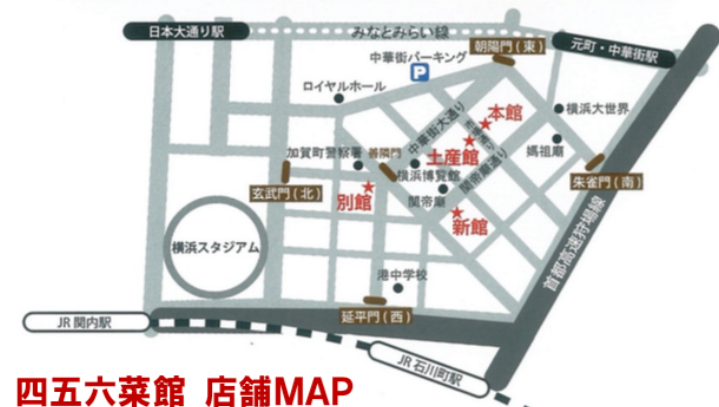 日本大通り駅
みなとみらい線
朝陽門(東)
元町・中華街駅
中華街パーキング
P
ロイヤルホール
本館
横浜大世界
中華街大通り
土産館
媽祖廟
加賀町警察署
善隣門
関帝廟通り
横浜博覧館
朱雀門(南)
玄武門(北)
別館
関帝廟
新館
首都高速狩場線
横浜スタジアム
港中学校
延平門(西)
JR 関内駅
JR 石川町駅
四五六菜館 店舗MAP